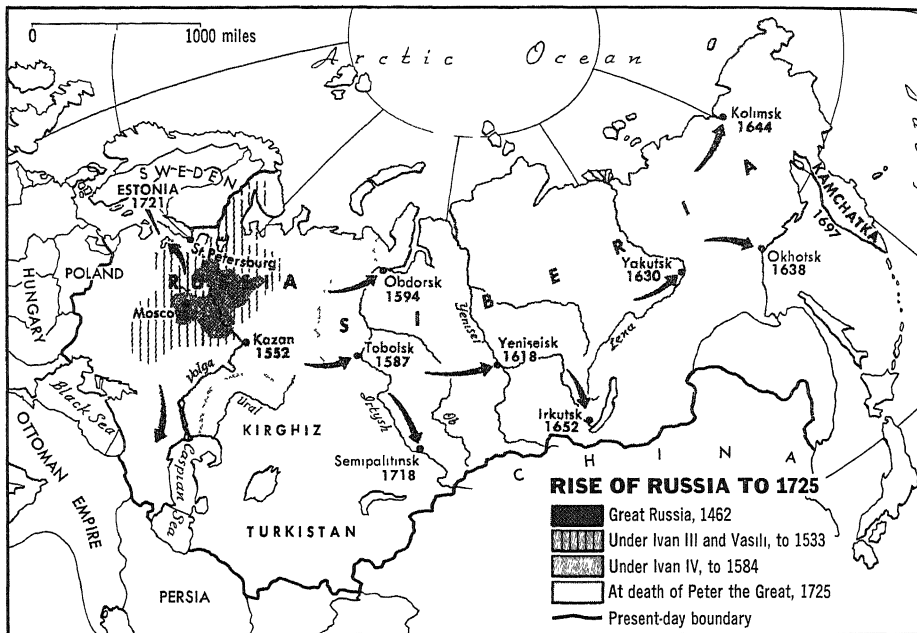 0 1000 miles
Arctic Ocean
Kolimsk
1644
SWEDEN
ESTONIA
1721
St. Petersburg
KAMCHATKA
1697
HUNGARY
POLAND
RUSSIA
SIBERIA
Moscow
Obdorsk
1594
Yakutsk
1630
Okhotsk
1638
Kazan
1552
Tobolsk
1587
Yenisei
Yeniseisk
1618
Lena
Volga
Ural
Irtysh
Ob
Black Sea
Caspian Sea
KIRGHIZ
Irkutsk
1652
Semipalitinsk
1718
OTTOMAN
EMPIRE
TURKISTAN
CHINA
PERSIA
RISE OF RUSSIA TO 1725
Great Russia, 1462
Under Ivan III and Vasili, to 1533
Under Ivan IV, to 1584
At death of Peter the Great, 1725
Present-day boundary